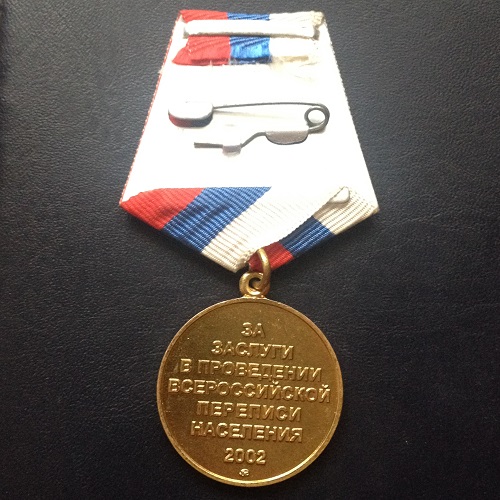 ЗА
ЗАСЛУГИ
В ПРОВЕДЕНИИ
ВСЕРОССИЙСКОЙ
ПЕРЕПИСИ
НАСЕЛЕНИЯ
2002